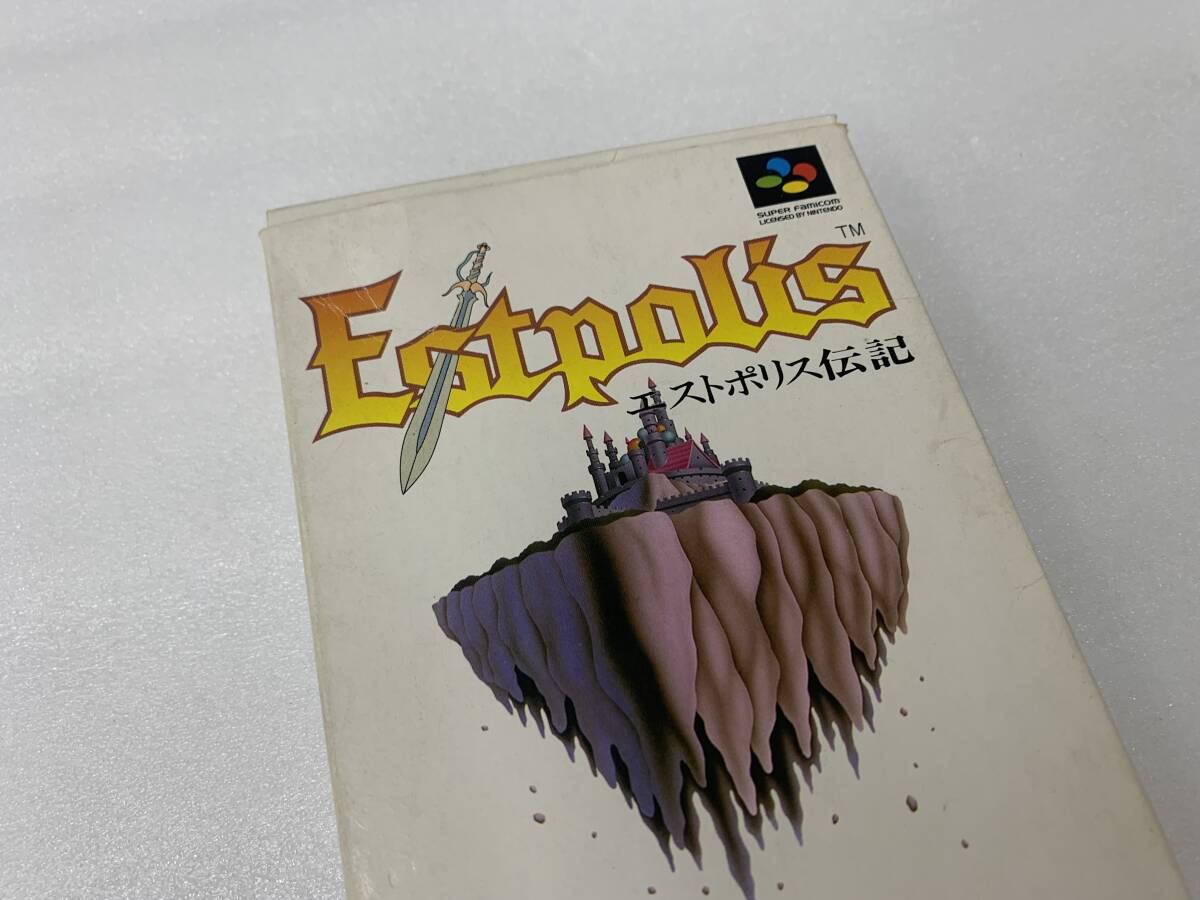 SUPER Famicom
LICENSED BY NINTENDO
TM
Estpolis
エストポリス伝記